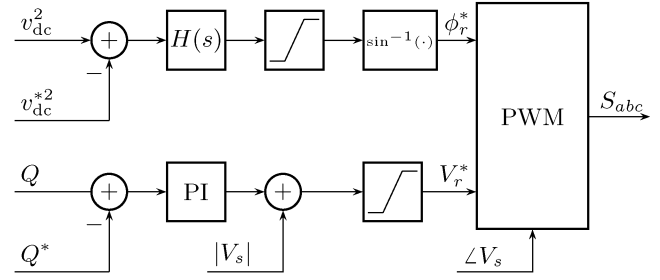 v_dc^2 + H(s) sin⁻¹(·) ϕ_r^*
−
v_dc^{*2}
PWM S_abc
Q + PI + V_r^*
−
Q^* |V_s| ∠V_s